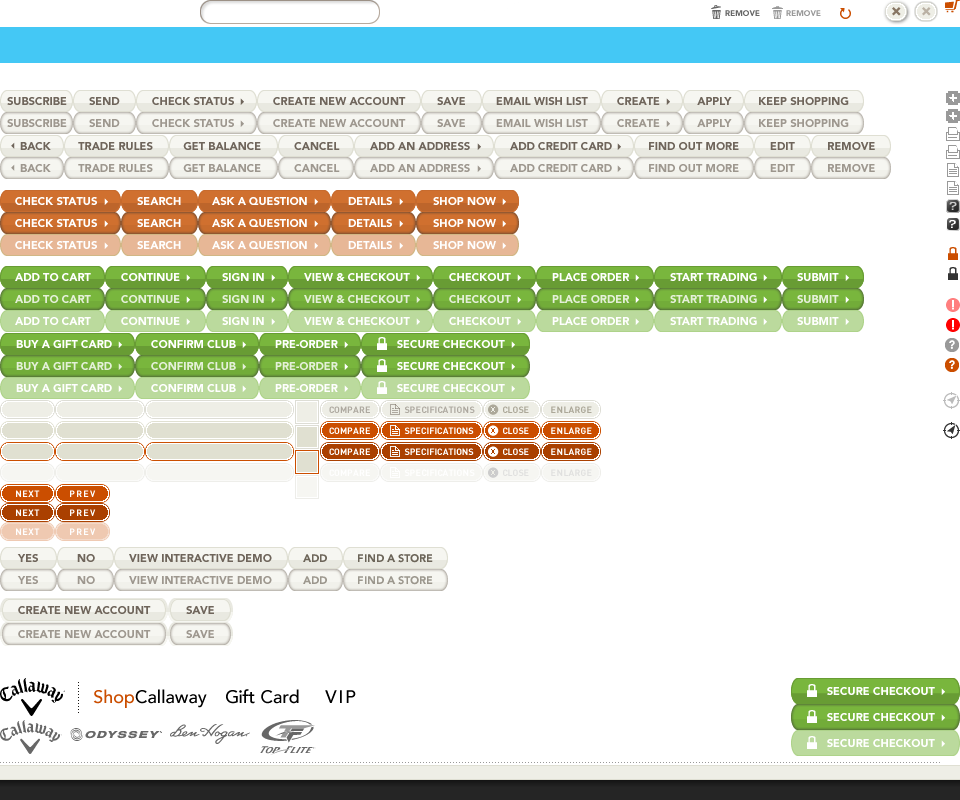 REMOVE REMOVE
SUBSCRIBE SEND CHECK STATUS CREATE NEW ACCOUNT SAVE EMAIL WISH LIST CREATE APPLY KEEP SHOPPING
SUBSCRIBE SEND CHECK STATUS CREATE NEW ACCOUNT SAVE EMAIL WISH LIST CREATE APPLY KEEP SHOPPING
BACK TRADE RULES GET BALANCE CANCEL ADD AN ADDRESS ADD CREDIT CARD FIND OUT MORE EDIT REMOVE
BACK TRADE RULES GET BALANCE CANCEL ADD AN ADDRESS ADD CREDIT CARD FIND OUT MORE EDIT REMOVE
CHECK STATUS SEARCH ASK A QUESTION DETAILS SHOP NOW
CHECK STATUS SEARCH ASK A QUESTION DETAILS SHOP NOW
CHECK STATUS SEARCH ASK A QUESTION DETAILS SHOP NOW
ADD TO CART CONTINUE SIGN IN VIEW & CHECKOUT CHECKOUT PLACE ORDER START TRADING SUBMIT
ADD TO CART CONTINUE SIGN IN VIEW & CHECKOUT CHECKOUT PLACE ORDER START TRADING SUBMIT
ADD TO CART CONTINUE SIGN IN VIEW & CHECKOUT CHECKOUT PLACE ORDER START TRADING SUBMIT
BUY A GIFT CARD CONFIRM CLUB PRE-ORDER SECURE CHECKOUT
BUY A GIFT CARD CONFIRM CLUB PRE-ORDER SECURE CHECKOUT
BUY A GIFT CARD CONFIRM CLUB PRE-ORDER SECURE CHECKOUT
COMPARE SPECIFICATIONS CLOSE ENLARGE
COMPARE SPECIFICATIONS CLOSE ENLARGE
COMPARE SPECIFICATIONS CLOSE ENLARGE
COMPARE SPECIFICATIONS CLOSE ENLARGE
NEXT PREV
NEXT PREV
NEXT PREV
YES NO VIEW INTERACTIVE DEMO ADD FIND A STORE
YES NO VIEW INTERACTIVE DEMO ADD FIND A STORE
CREATE NEW ACCOUNT SAVE
CREATE NEW ACCOUNT SAVE
Callaway ShopCallaway Gift Card VIP
SECURE CHECKOUT
SECURE CHECKOUT
Callaway ODYSSEY Ben Hogan TOP-FLITE
SECURE CHECKOUT